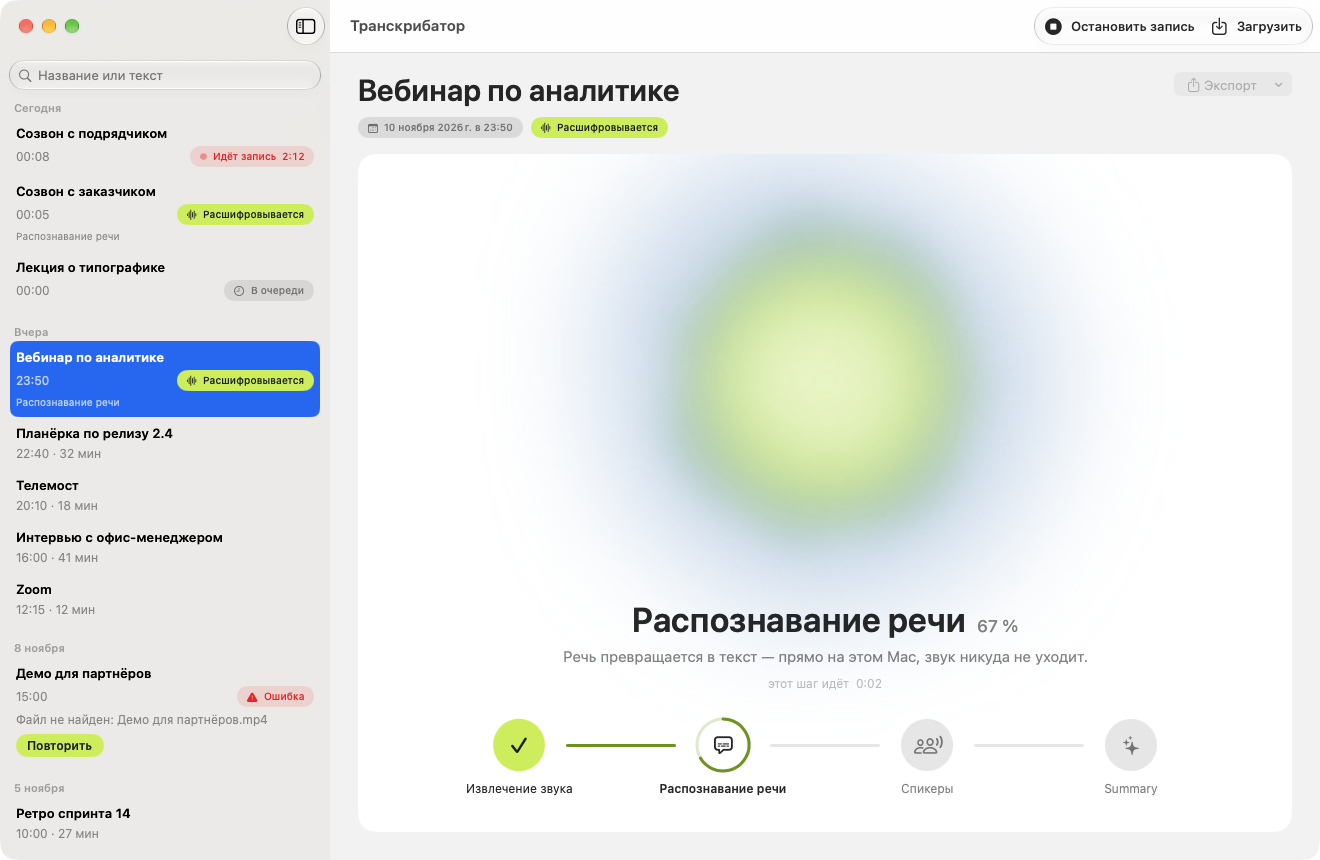 Транскрибатор
Остановить запись
Загрузить
Название или текст
Сегодня
Созвон с подрядчиком
00:08
Идёт запись 2:12
Созвон с заказчиком
00:05
Расшифровывается
Распознавание речи
Лекция о типографике
00:00
В очереди
Вчера
Вебинар по аналитике
23:50
Расшифровывается
Распознавание речи
Планёрка по релизу 2.4
22:40 · 32 мин
Телемост
20:10 · 18 мин
Интервью с офис-менеджером
16:00 · 41 мин
Zoom
12:15 · 12 мин
8 ноября
Демо для партнёров
15:00
Ошибка
Файл не найден: Демо для партнёров.mp4
Повторить
5 ноября
Ретро спринта 14
10:00 · 27 мин
Вебинар по аналитике
Экспорт
10 ноября 2026 г. в 23:50
Расшифровывается
Распознавание речи 67 %
Речь превращается в текст — прямо на этом Mac, звук никуда не уходит.
этот шаг идёт 0:02
Извлечение звука
Распознавание речи
Спикеры
Summary